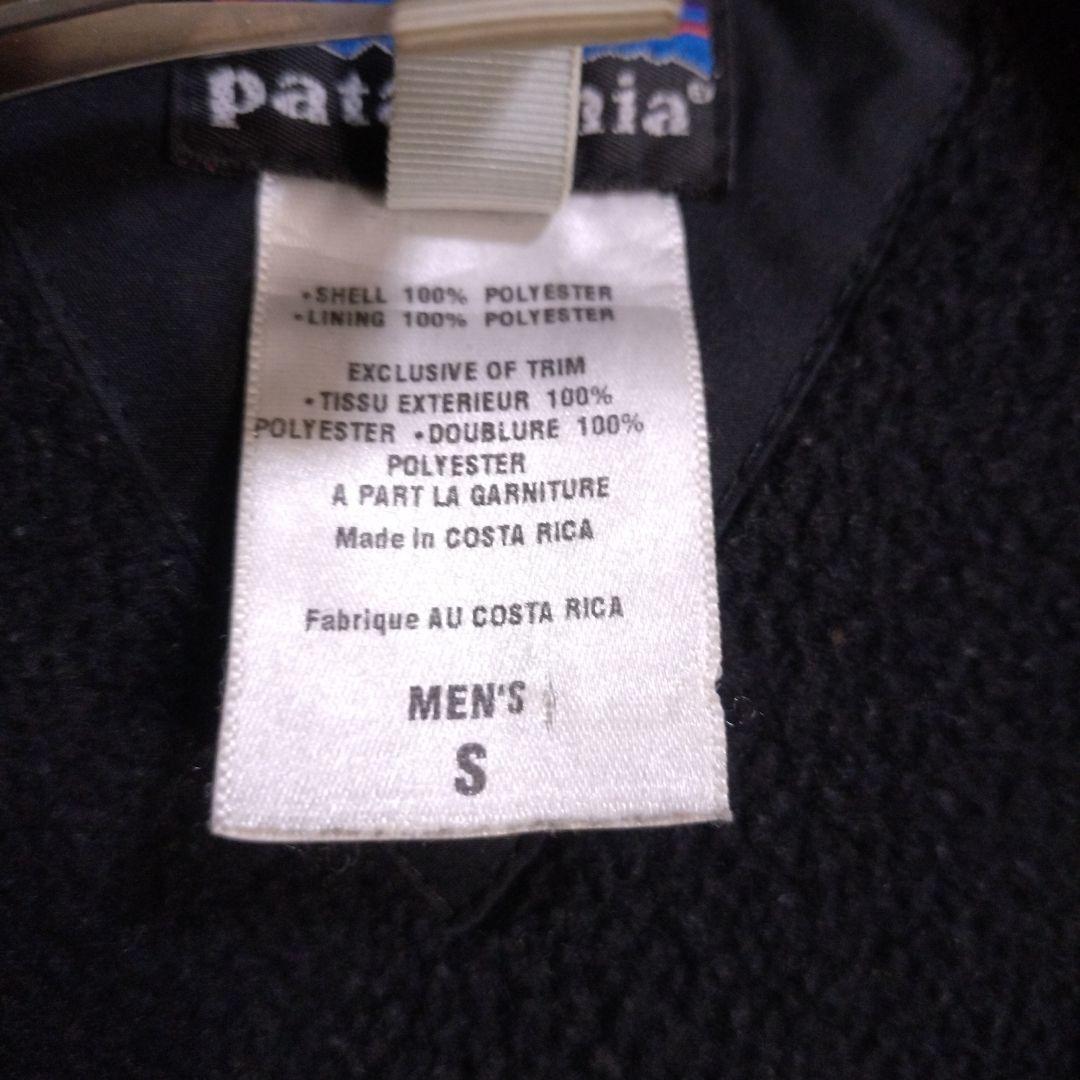 •SHELL 100% POLYESTER
•LINING 100% POLYESTER
EXCLUSIVE OF TRIM
•TISSU EXTERIEUR 100%
POLYESTER •DOUBLURE 100%
POLYESTER
A PART LA GARNITURE
Made in COSTA RICA
Fabrique AU COSTA RICA
MEN'S
S